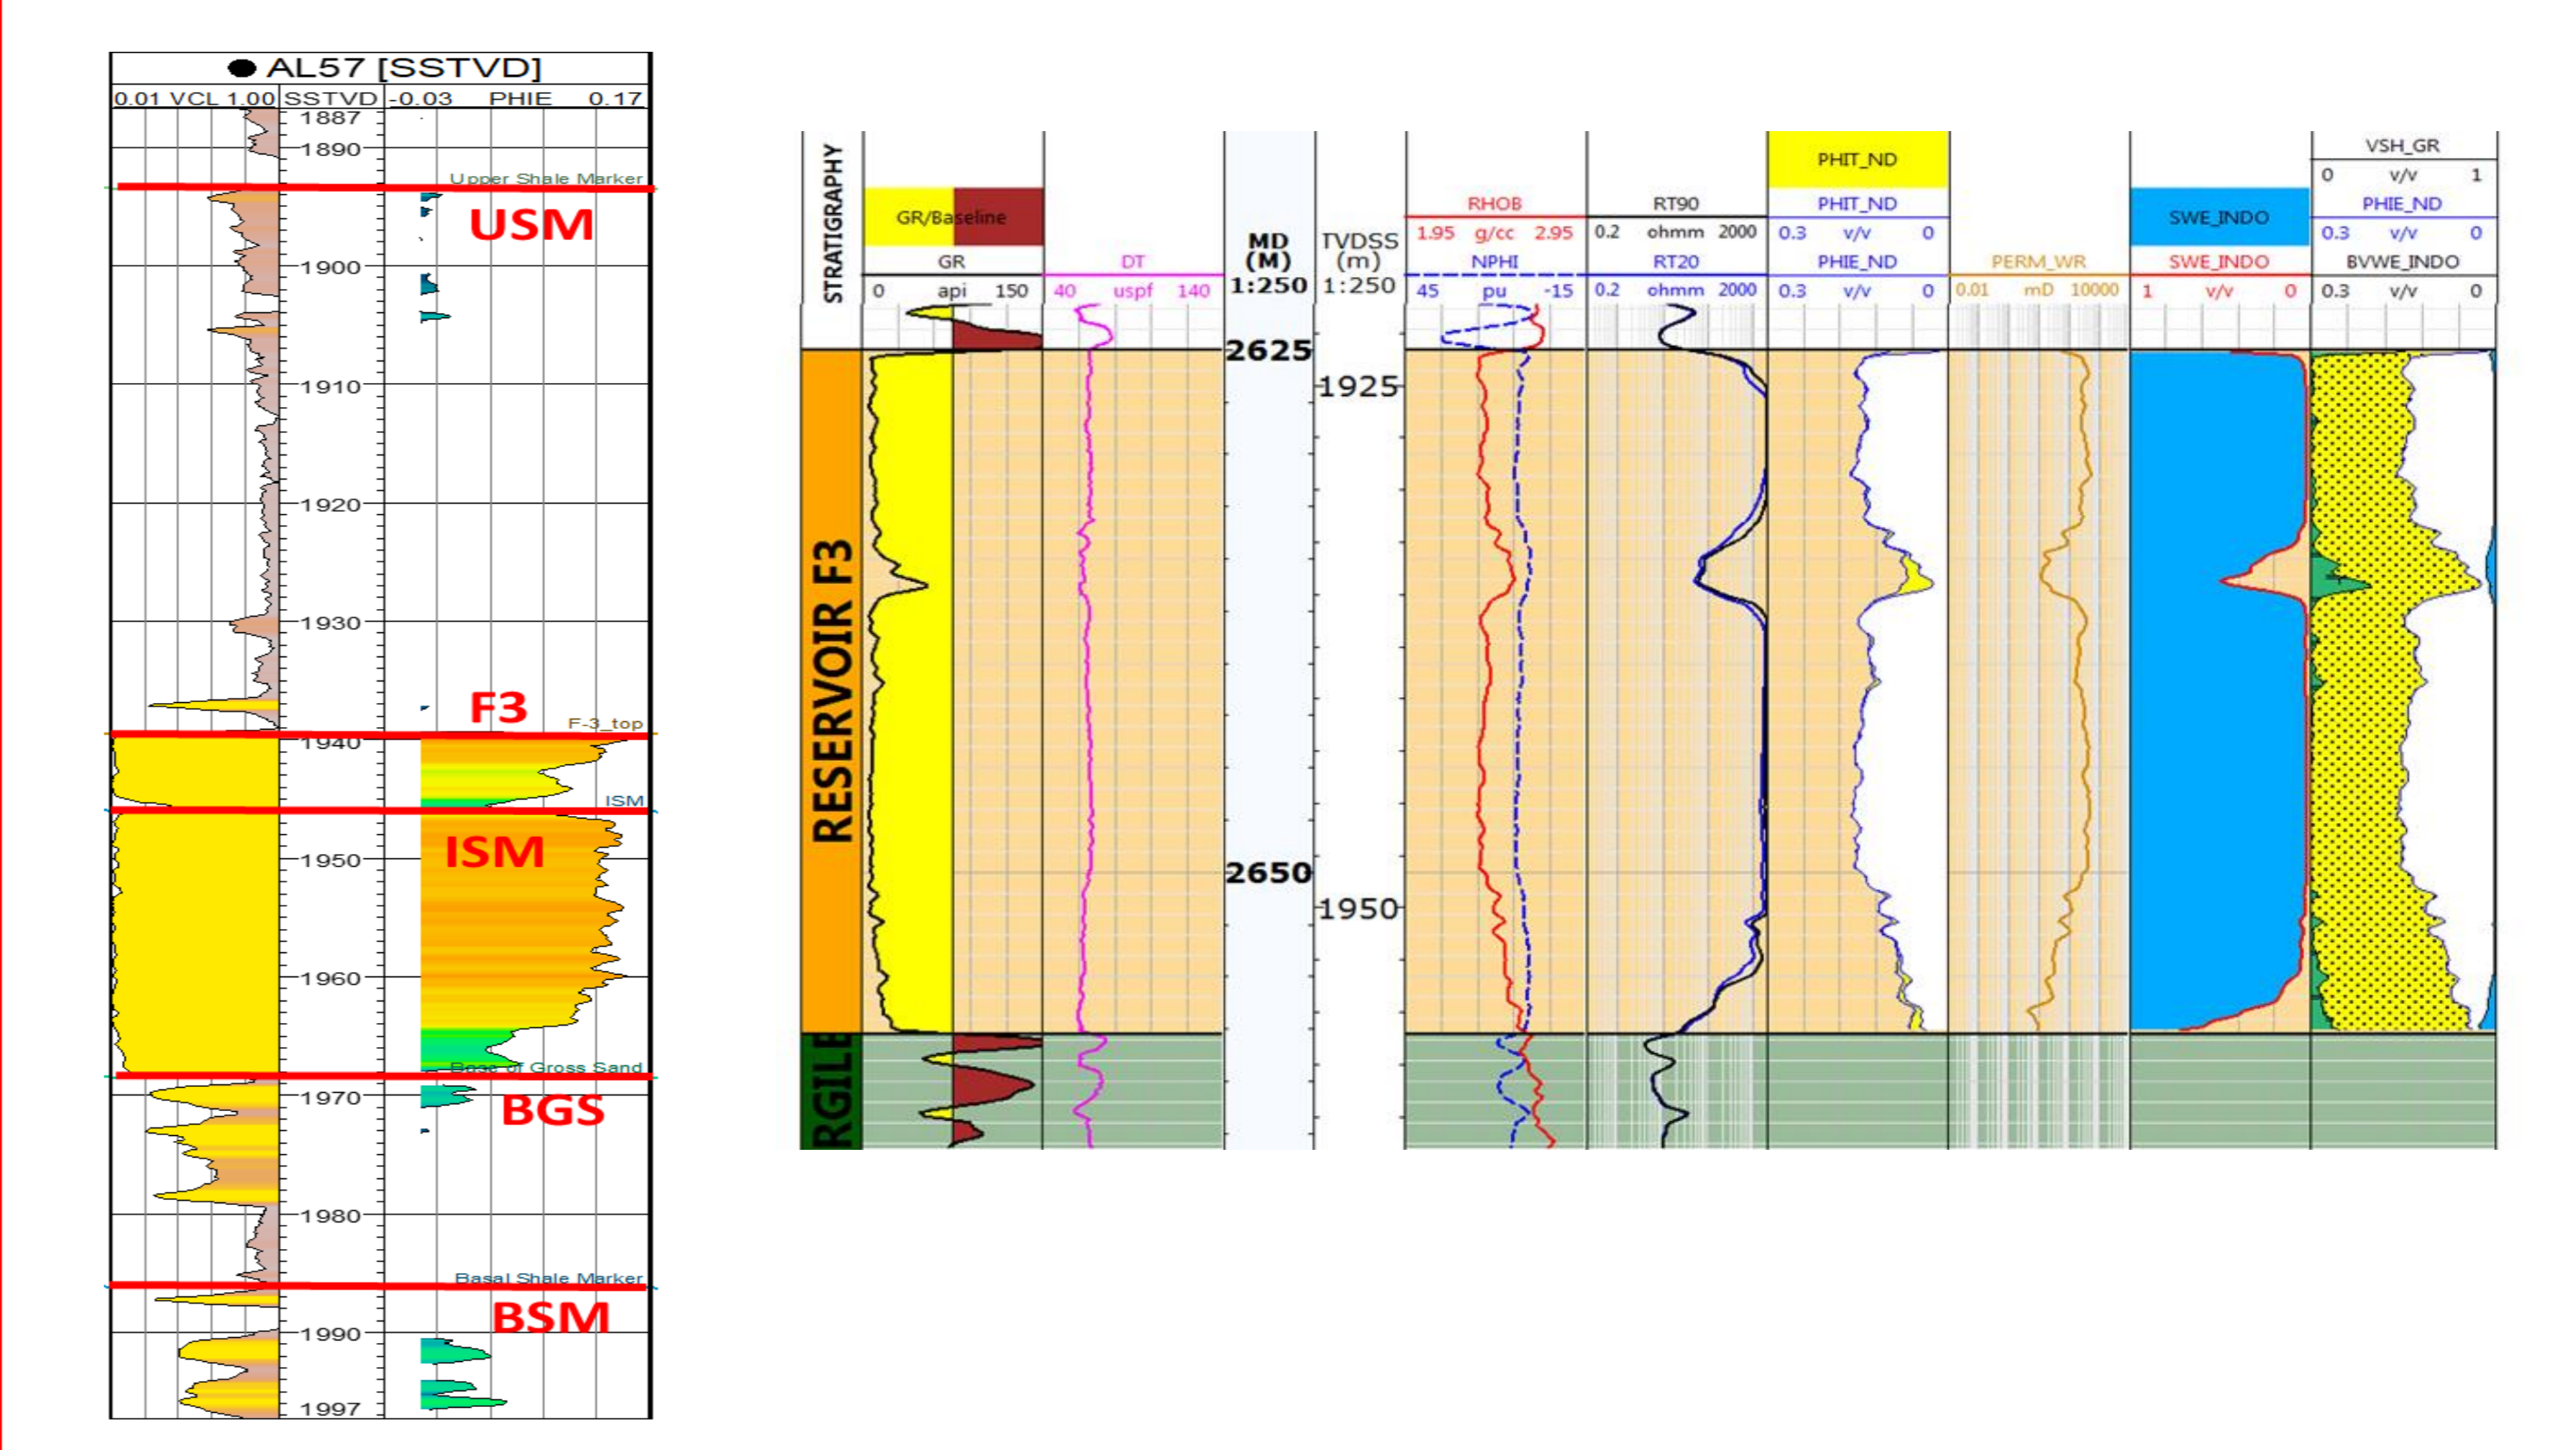 AL57 [SSTVD]
0.01 VCL 1.00 SSTVD -0.03 PHIE 0.17
1887
1890
Upper Shale Marker
USM
1900
1910
1920
1930
F3
F-3_top
1940
ISM
ISM
1950
1960
Base of Gross Sand
1970
BGS
1980
Basal Shale Marker
BSM
1990
1997
STRATIGRAPHY
GR/Baseline
GR
0 api 150
DT
40 uspf 140
MD
(M)
1:250
TVDSS
(m)
1:250
RHOB
1.95 g/cc 2.95
NPHI
45 pu -15
RT90
0.2 ohmm 2000
RT20
0.2 ohmm 2000
PHIT_ND
PHIT_ND
0.3 v/v 0
PHIE_ND
0.3 v/v 0
PERM_WR
0.01 mD 10000
SWE_INDO
SWE_INDO
1 v/v 0
VSH_GR
0 v/v 1
PHIE_ND
0.3 v/v 0
BVWE_INDO
0.3 v/v 0
2625
1925
RESERVOIR F3
2650
1950
RGILE